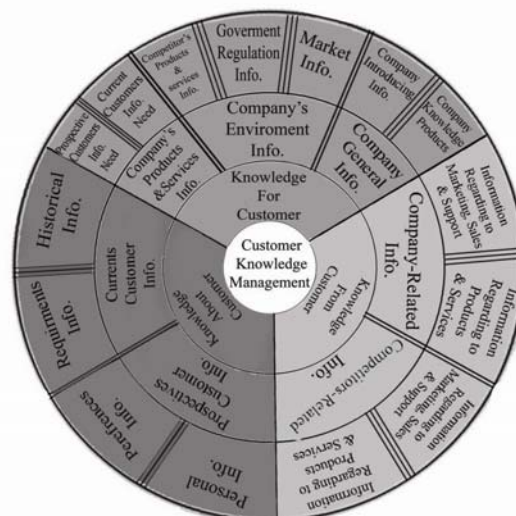 Customer
Knowledge
Management
Knowledge
For
Customer
Knowledge
From
Customer
Knowledge
About
Customer
Company's
Products
&Services
Info.
Company's
Enviroment
Info.
Company
General
Info.
Company-Related
Info.
Competitors-Related
Info.
Prospectives
Customer
Info.
Currents
Customer
Info.
Prospective
Customers
Info.
Need
Current
Customers
Info.
Need
Competitor's
Products
&
services
Info.
Goverment
Regulation
Info.
Market
Info.
Company
Introducing
Info.
Company
Knowledge
Products
Information
Regarding to
Marketing, Sales
& Support
Information
Regarding to
Products
& Services
Information
Regarding to
Marketing, Sales
& Support
Information
Regarding to
Products
& Services
Personal
Info.
Perefrences
Info.
Requirments
Info.
Historical
Info.